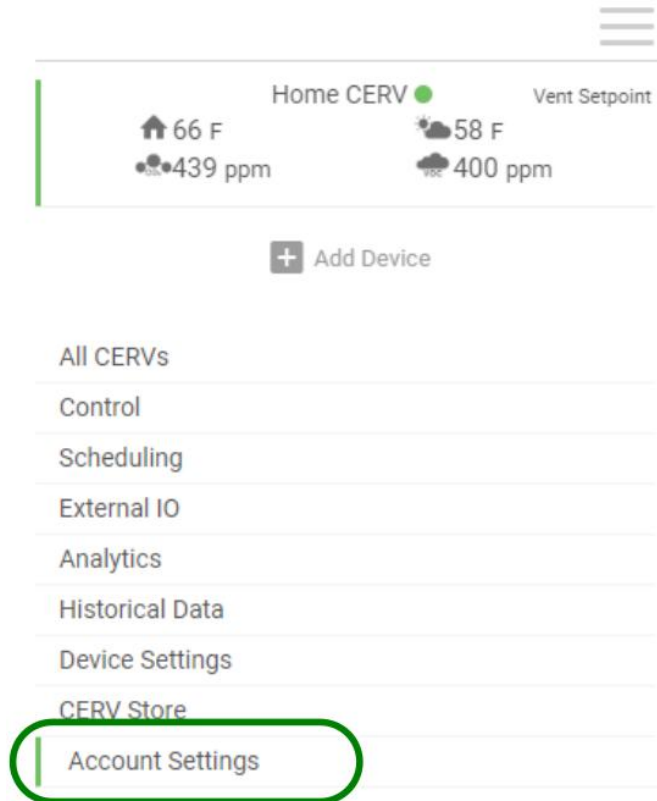 Home CERV Vent Setpoint
66 F 58 F
439 ppm 400 ppm
Add Device
All CERVs
Control
Scheduling
External IO
Analytics
Historical Data
Device Settings
CERV Store
Account Settings